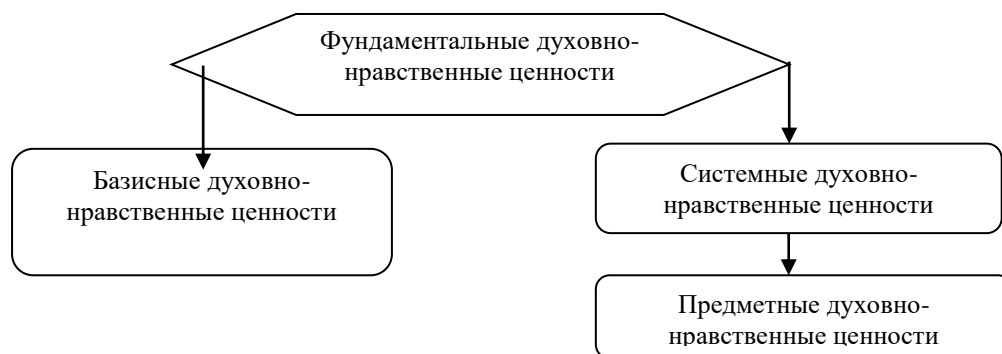 Фундаментальные духовно-
нравственные ценности
Базисные духовно-
нравственные ценности
Системные духовно-
нравственные ценности
Предметные духовно-
нравственные ценности